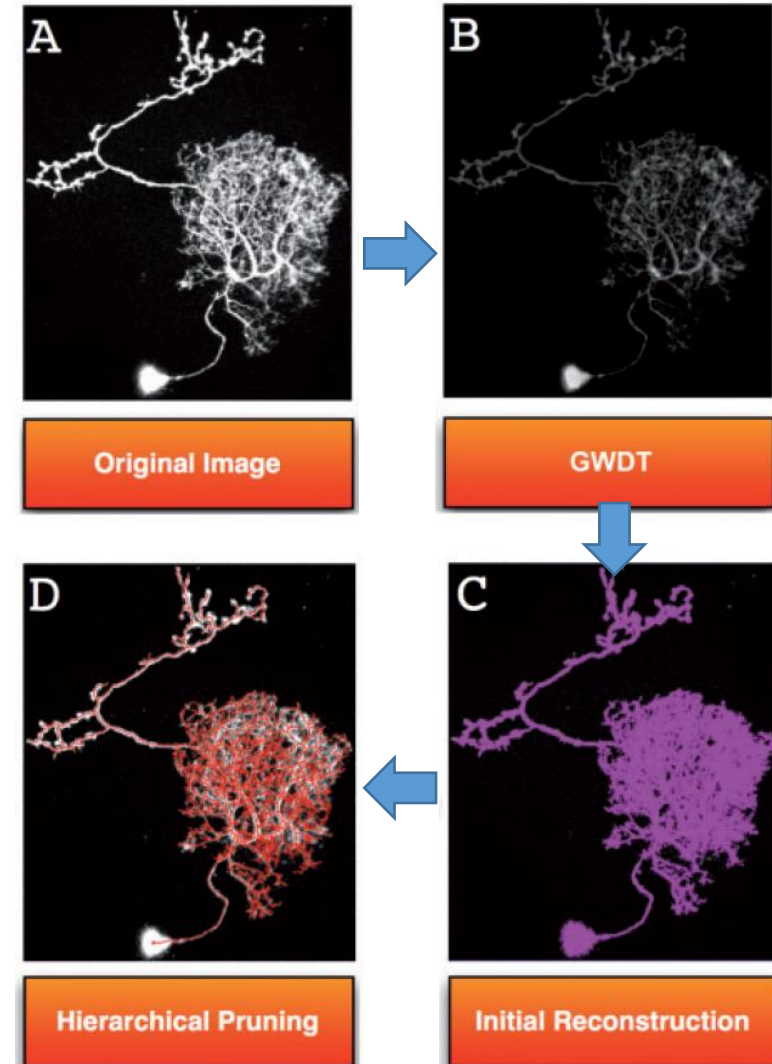 A
B
Original Image
GWDT
D
C
Hierarchical Pruning
Initial Reconstruction